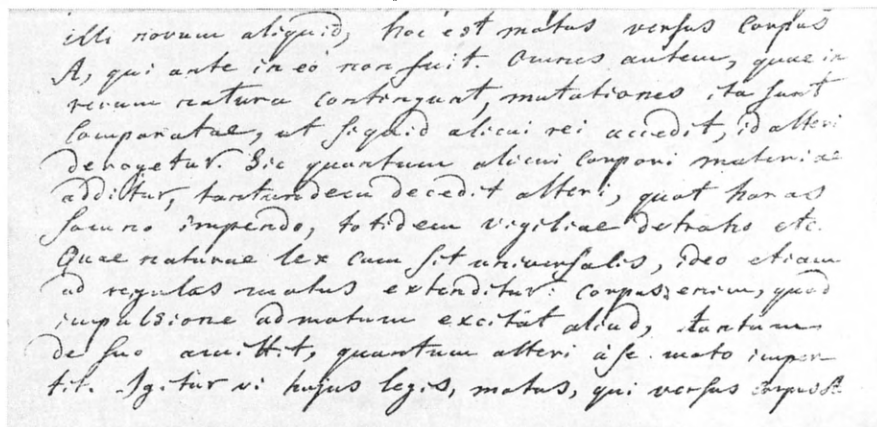 illi novum aliquid, hoc est motus versus corpus
A, qui ante in eo non fuit. Omnes autem, quae in
rerum natura contingunt, mutationes ita sunt
comparatae, ut siquid alicui rei accedit, id alteri
derogetur. Sic quantum alicui corpori materiae
additur, tantundem decedit alteri, quot horas
somno impendo, totidem vigiliae detraho etc.
Quae naturae lex cum sit universalis, ideo etiam
ad regulas motus extenditur: corpus enim, quod
impulsione ad motum excitat aliud, tantum
de suo amittit, quantum alteri à se moto imper
tit. Igitur vi hujus legis, motus, qui versus corpus